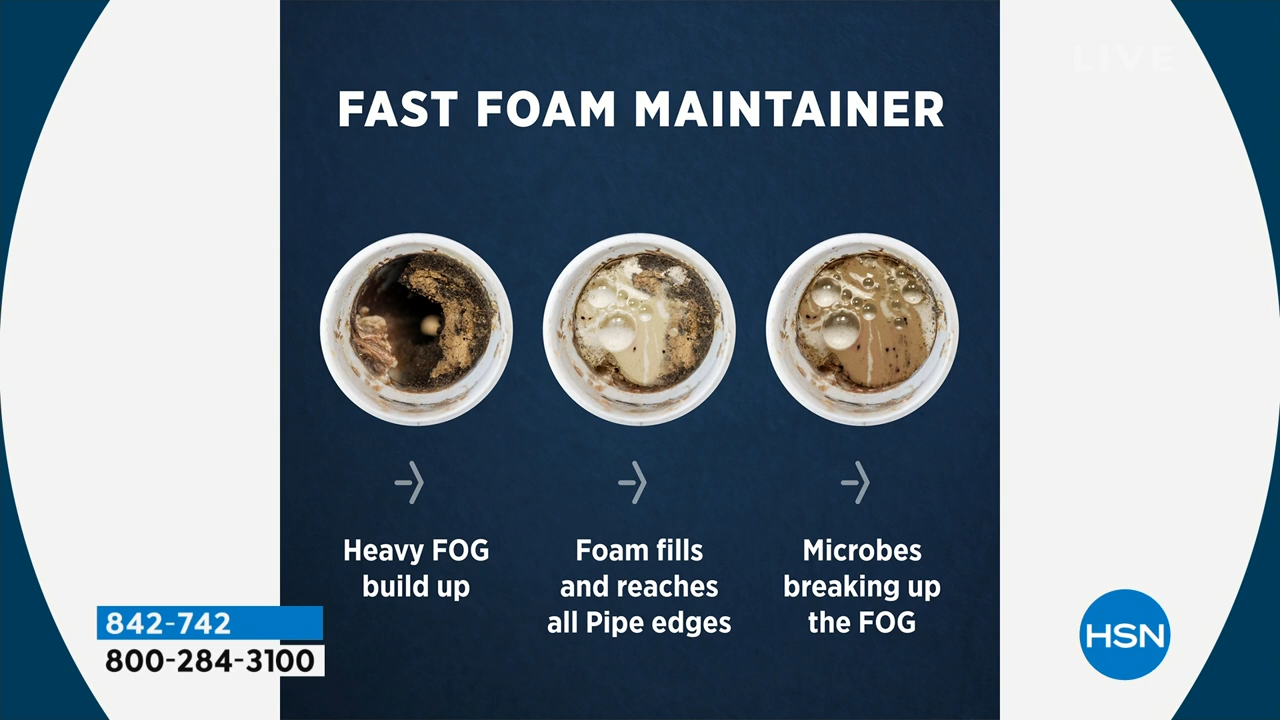 LIVE
FAST FOAM MAINTAINER
Heavy FOG
build up
Foam fills
and reaches
all Pipe edges
Microbes
breaking up
the FOG
842-742
800-284-3100
HSN